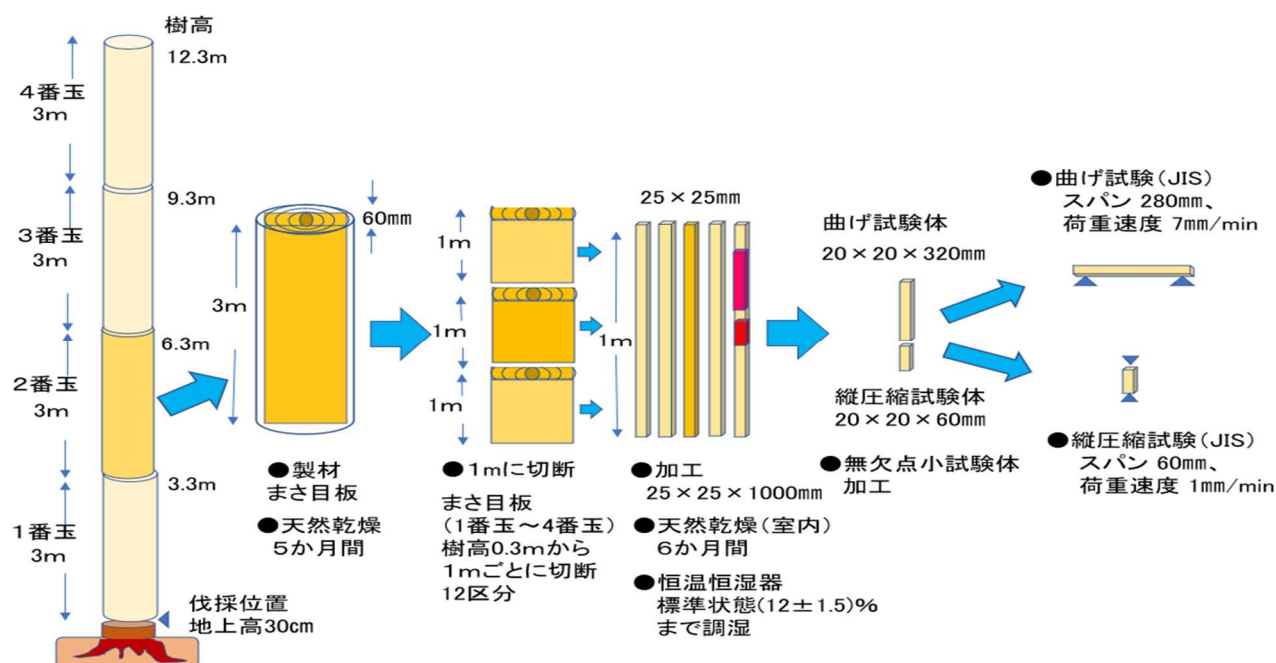 樹高
12.3m
4番玉
3m
9.3m
3番玉
3m
6.3m
2番玉
3m
3.3m
1番玉
3m
伐採位置
地上高30cm
60mm
3m
●製材
まさ目板
●天然乾燥
5か月間
1m
1m
1m
●1mに切断
まさ目板
(1番玉~4番玉)
樹高0.3mから
1mごとに切断
12区分
25×25mm
1m
●加工
25×25×1000mm
●天然乾燥(室内)
6か月間
●恒温恒湿器
標準状態(12±1.5)%
まで調湿
曲げ試験体
20×20×320mm
縦圧縮試験体
20×20×60mm
●無欠点小試験体
加工
●曲げ試験(JIS)
スパン 280mm、
荷重速度 7mm/min
●縦圧縮試験(JIS)
スパン 60mm、
荷重速度 1mm/min